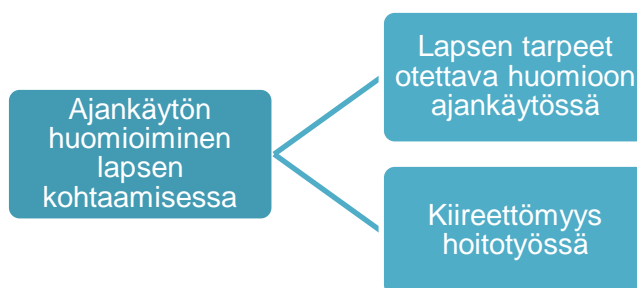 Ajankäytön
huomioiminen
lapsen
kohtaamisessa
Lapsen tarpeet
otettava huomioon
ajankäytössä
Kiireettömyys
hoitotyössä